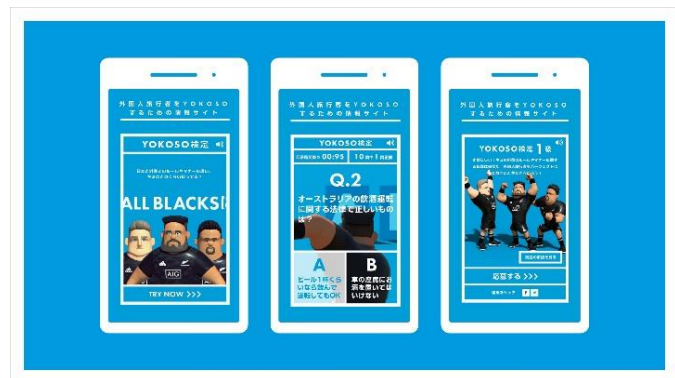 外国人旅行者をYOKOSO
するための情報サイト
YOKOSO検定
ALL BLACKS
AIG
TRY NOW >>>
外国人旅行者をYOKOSO
するための情報サイト
YOKOSO検定
00:95
10問中1問正解
Q.2
オーストラリアの飲酒運転
に関する法律で正しいもの
は?
A
ビール1杯くら
いなら飲んで
運転してもOK
B
車の座席にお
酒を置いては
いけない
外国人旅行者をYOKOSO
するための情報サイト
YOKOSO検定 1級
応募する >>>